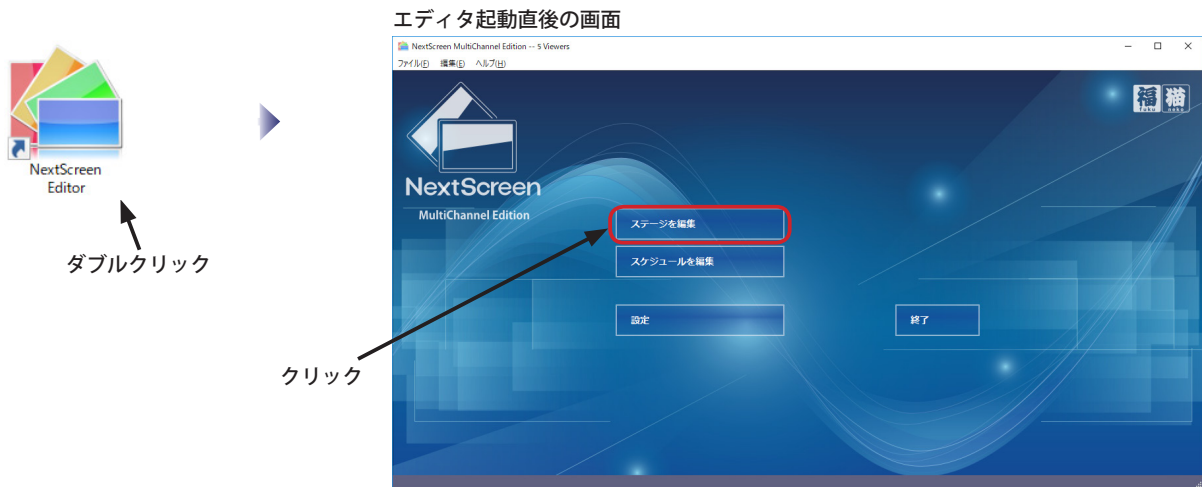 エディタ起動直後の画面
NextScreen MultiChannel Edition -- 5 Viewers
ファイル(F) 編集(E) ヘルプ(H)
福 猫
fuku neko
NextScreen
Editor
ダブルクリック
NextScreen
MultiChannel Edition
ステージを編集
スケジュールを編集
設定
終了
クリック